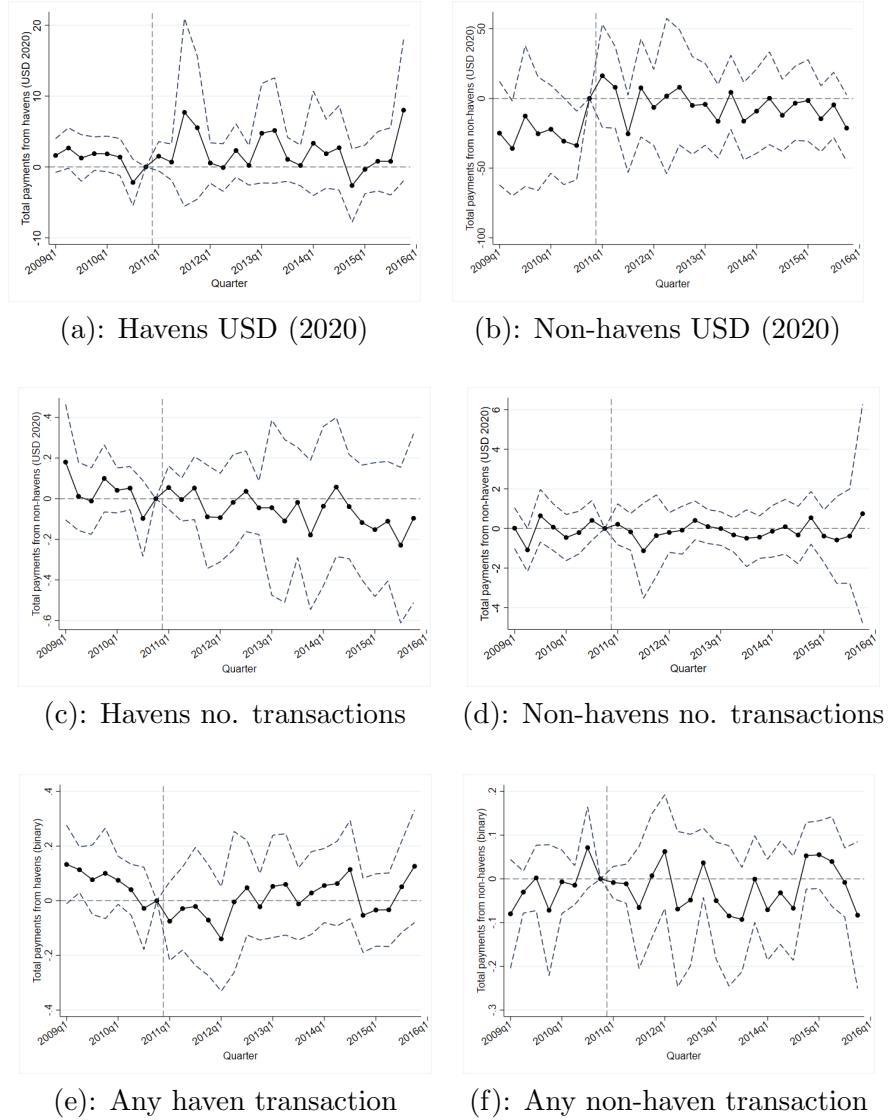 Total payments from havens (USD 2020)
20
10
0
-10
2009q1 2010q1 2011q1 2012q1 2013q1 2014q1 2015q1 2016q1
Quarter
(a): Havens USD (2020)
Total payments from non-havens (USD 2020)
50
0
-50
-100
2009q1 2010q1 2011q1 2012q1 2013q1 2014q1 2015q1 2016q1
Quarter
(b): Non-havens USD (2020)
Total payments from non-havens (USD 2020)
.4
.2
0
-.2
-.4
-.6
2009q1 2010q1 2011q1 2012q1 2013q1 2014q1 2015q1 2016q1
Quarter
(c): Havens no. transactions
Total payments from non-havens (USD 2020)
6
4
2
0
-2
-4
2009q1 2010q1 2011q1 2012q1 2013q1 2014q1 2015q1 2016q1
Quarter
(d): Non-havens no. transactions
Total payments from havens (binary)
.4
.2
0
-.2
-.4
2009q1 2010q1 2011q1 2012q1 2013q1 2014q1 2015q1 2016q1
Quarter
(e): Any haven transaction
Total payments from non-havens (binary)
.2
.1
0
-.1
-.2
-.3
2009q1 2010q1 2011q1 2012q1 2013q1 2014q1 2015q1 2016q1
Quarter
(f): Any non-haven transaction